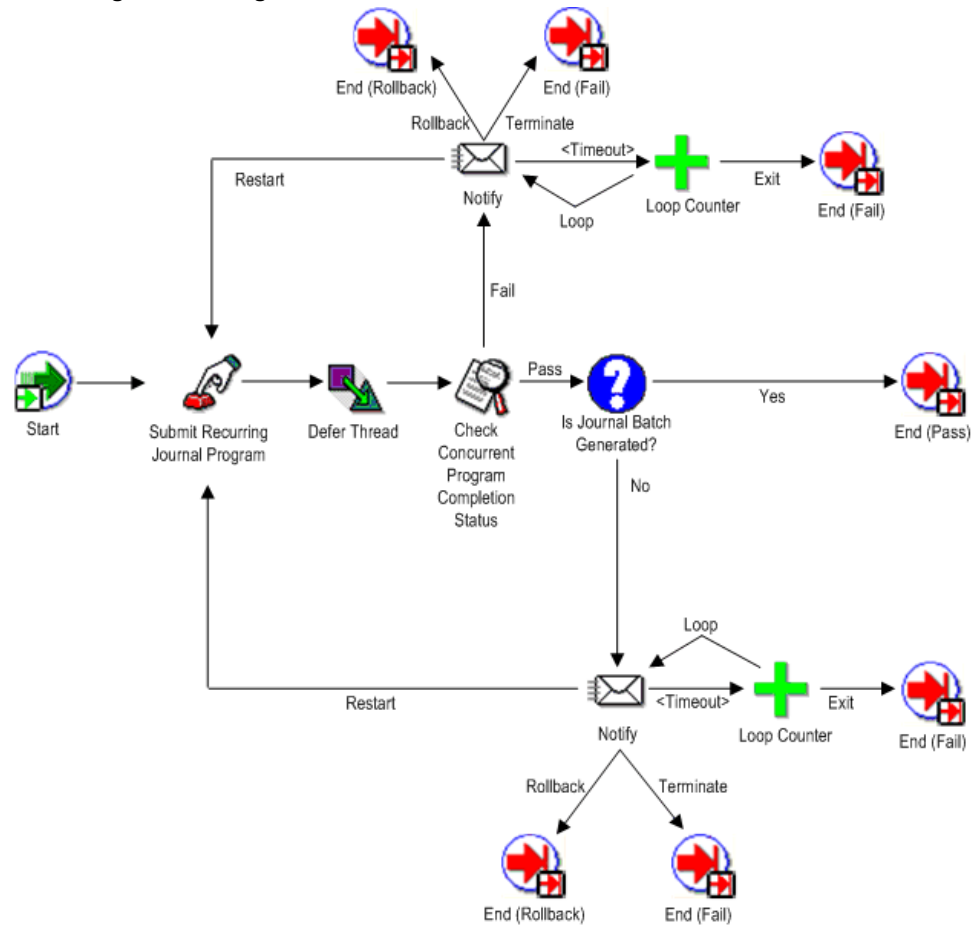 End (Rollback)
End (Fail)
Rollback
Terminate
<Timeout>
Restart
Notify
Loop
Loop Counter
Exit
End (Fail)
Fail
Start
Submit Recurring
Journal Program
Defer Thread
Check
Concurrent
Program
Completion
Status
Pass
Is Journal Batch
Generated?
Yes
End (Pass)
No
Loop
Restart
Notify
<Timeout>
Loop Counter
Exit
End (Fail)
Rollback
Terminate
End (Rollback)
End (Fail)